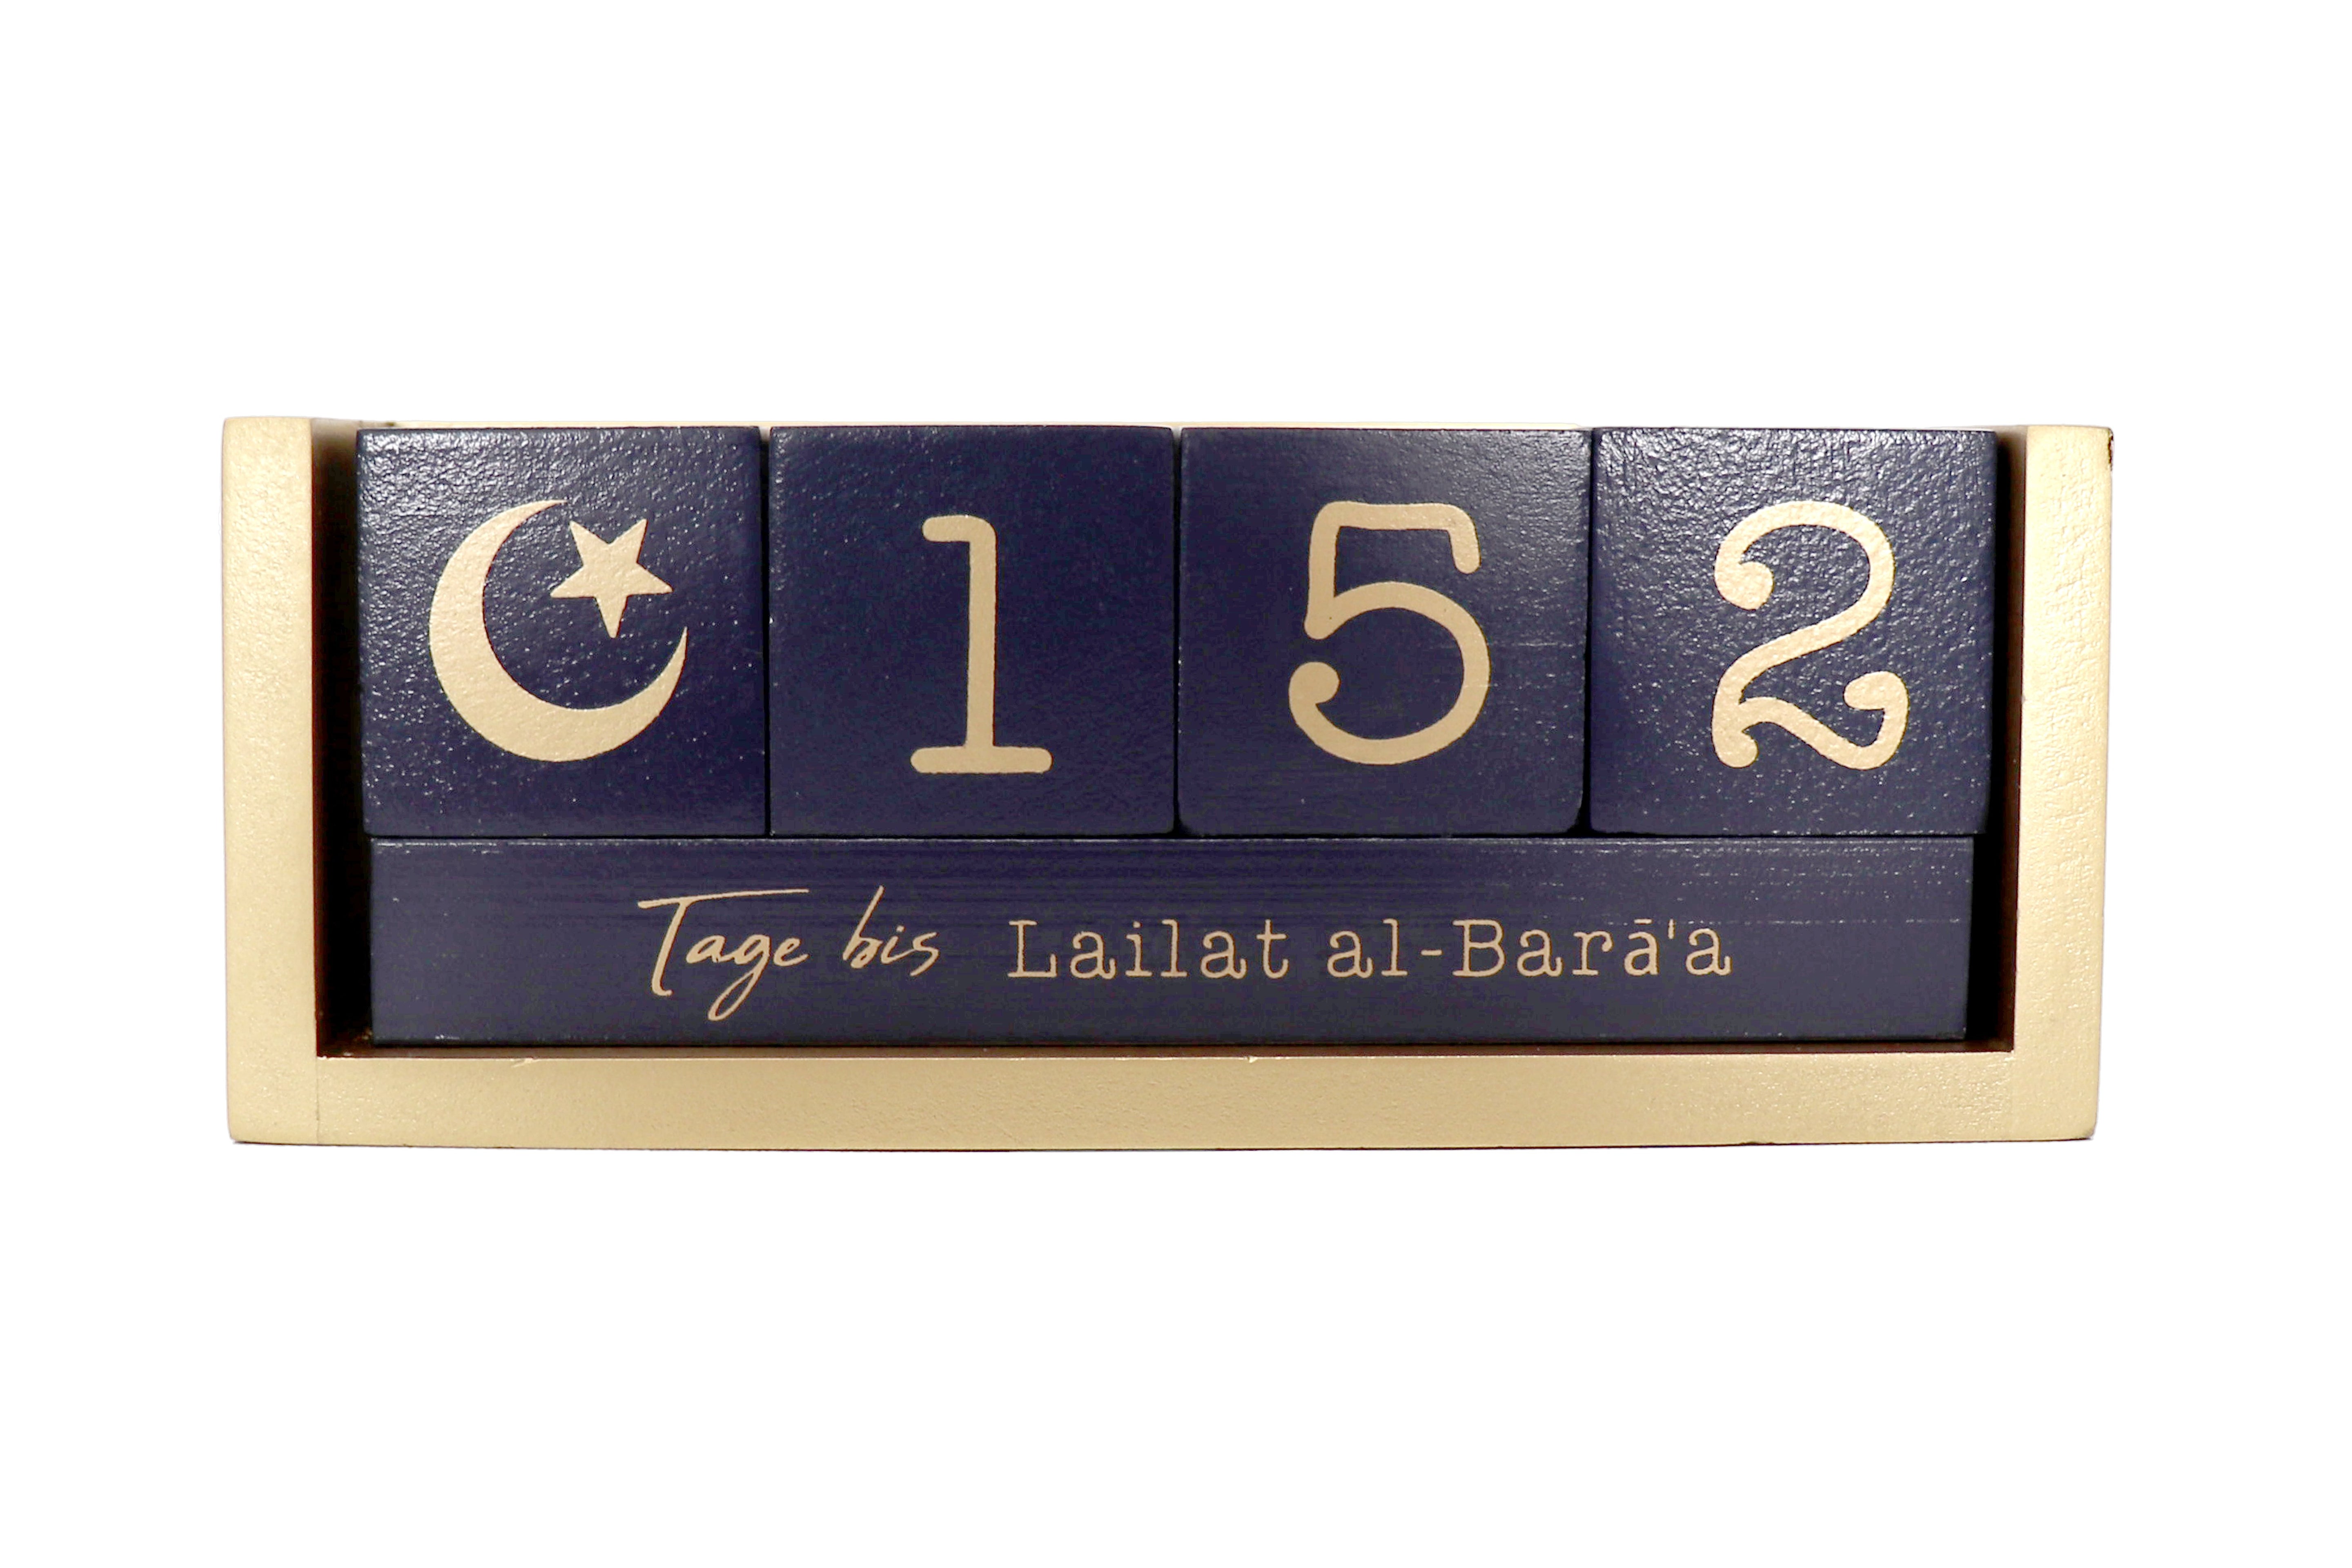 152
Tage bis Lailat al-Barā'a